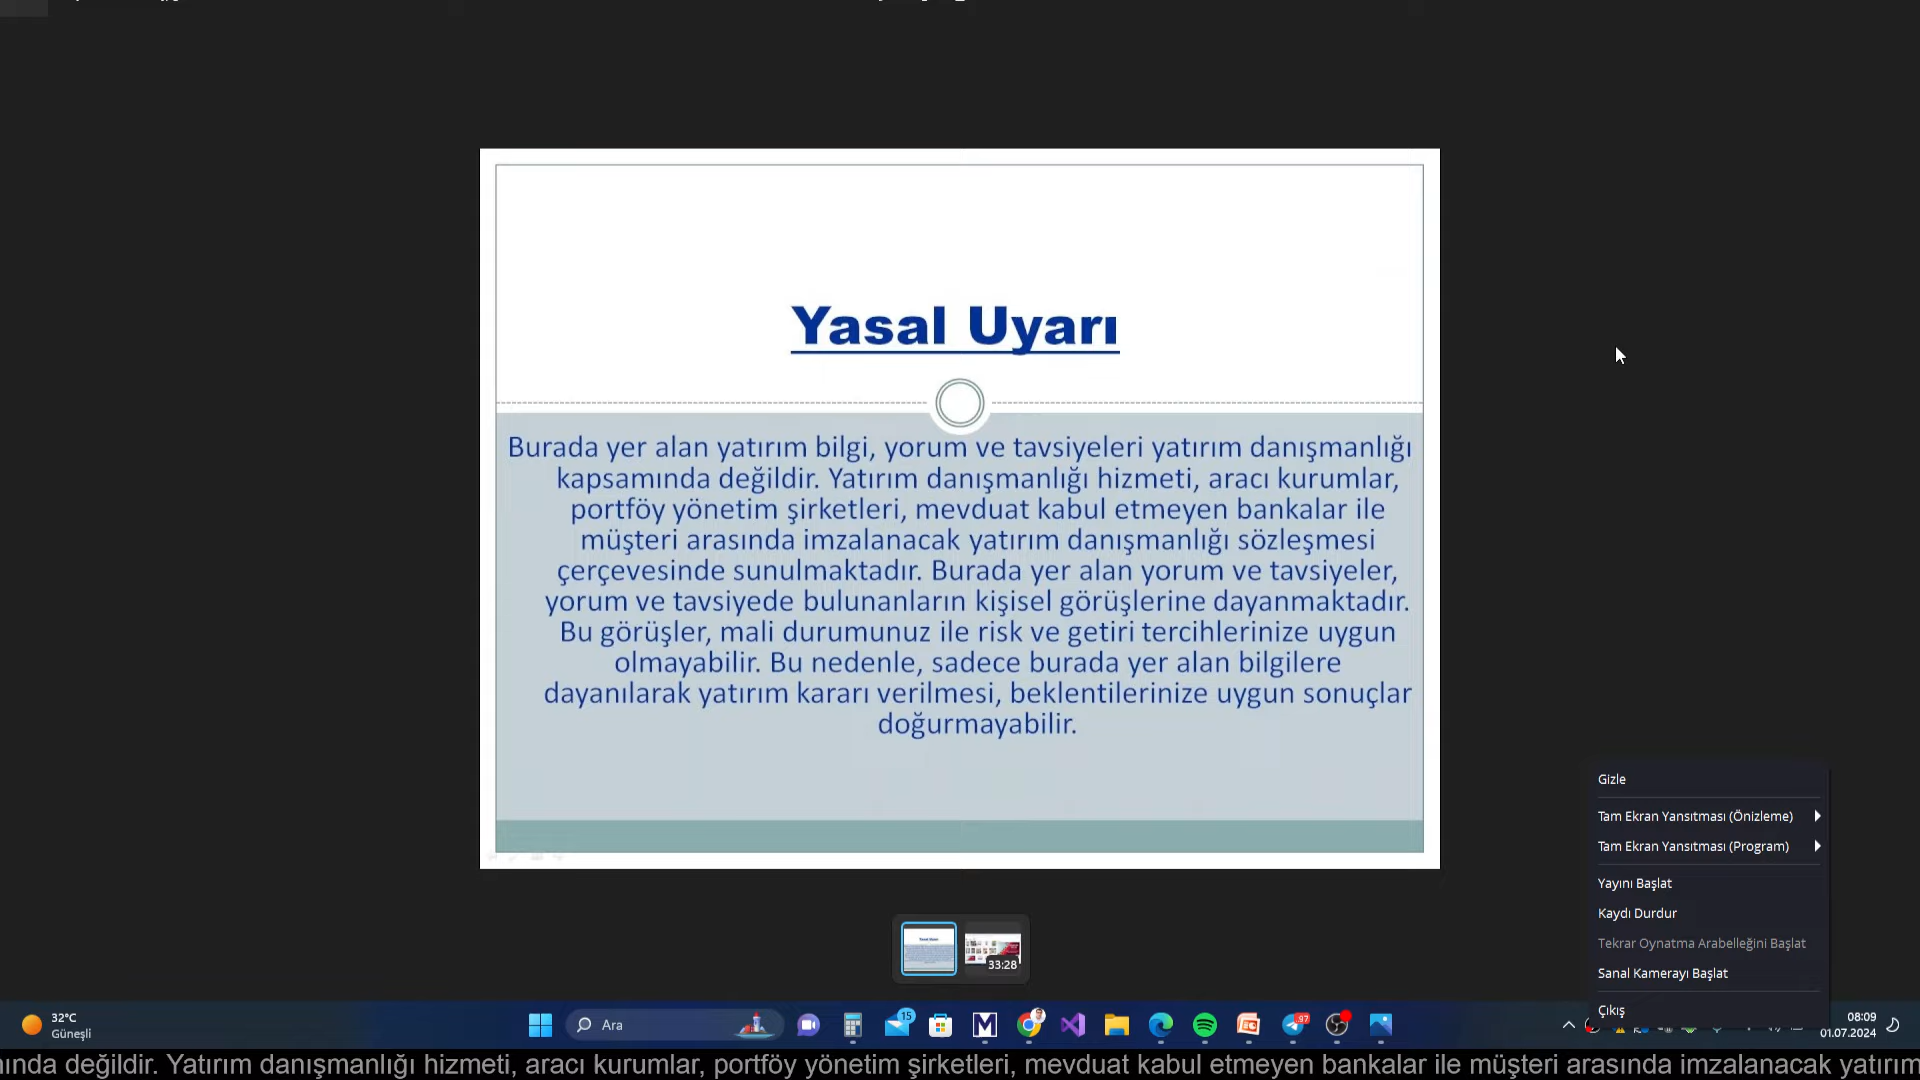 Yasal Uyarı
Burada yer alan yatırım bilgi, yorum ve tavsiyeleri yatırım danışmanlığı
kapsamında değildir. Yatırım danışmanlığı hizmeti, aracı kurumlar,
portföy yönetim şirketleri, mevduat kabul etmeyen bankalar ile
müşteri arasında imzalanacak yatırım danışmanlığı sözleşmesi
çerçevesinde sunulmaktadır. Burada yer alan yorum ve tavsiyeler,
yorum ve tavsiyede bulunanların kişisel görüşlerine dayanmaktadır.
Bu görüşler, mali durumunuz ile risk ve getiri tercihlerinize uygun
olmayabilir. Bu nedenle, sadece burada yer alan bilgilere
dayanılarak yatırım kararı verilmesi, beklentilerinize uygun sonuçlar
doğurmayabilir.
Gizle
Tam Ekran Yansıtması (Önizleme)
Tam Ekran Yansıtması (Program)
Yayını Başlat
Kaydı Durdur
Tekrar Oynatma Arabelleğini Başlat
Sanal Kamerayı Başlat
Çıkış
33:28
32°C
Güneşli
Ara
15
97
08:09
01.07.2024
değildir. Yatırım danışmanlığı hizmeti, aracı kurumlar, portföy yönetim şirketleri, mevduat kabul etmeyen bankalar ile müşteri arasında imzalanacak yatırım